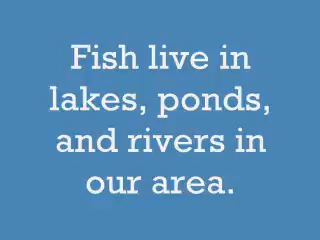 Fish live in
lakes, ponds,
and rivers in
our area.